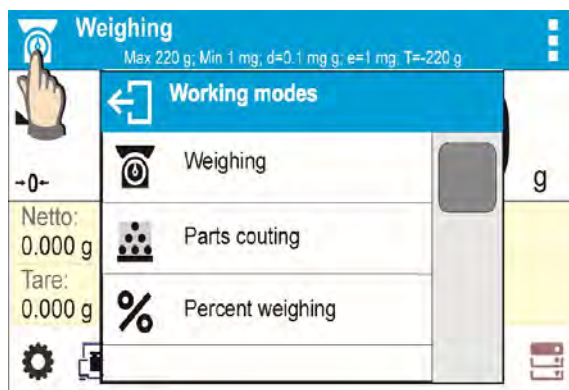 Weighing
Max 220 g; Min 1 mg; d=0.1 mg g; e=1 mg; T=-220 g
Working modes
Weighing
→0← g
Netto:
0.000 g
Parts couting
Tare:
0.000 g
Percent weighing